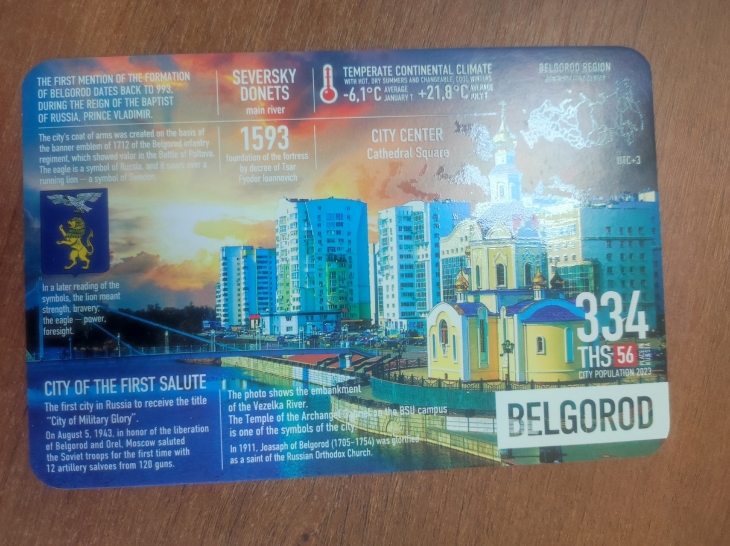 THE FIRST MENTION OF THE FORMATION
OF BELGOROD DATES BACK TO 993,
DURING THE REIGN OF THE BAPTIST
OF RUSSIA, PRINCE VLADIMIR.
The city's coat of arms was created on the basis of
the banner emblem of 1712 of the Belgorod infantry
regiment, which showed valor in the Battle of Poltava.
The eagle is a symbol of Russia, and it soars over a
running lion — a symbol of
In a later reading of the
symbols, the lion meant
strength, bravery;
the eagle — power,
foresight.
SEVERSKY
DONETS
main river
1593
foundation of the fortress
by decree of Tsar
Fyodor Ioannovich
TEMPERATE CONTINENTAL CLIMATE
WITH HOT, DRY SUMMERS AND CHANGEABLE, COOL WINTERS
-6,1°C AVERAGE JANUARY T +21,8°C AVERAGE JULY T
CITY CENTER
Cathedral Square
BELGOROD REGION
UTC+3
334
THS 56 PLACE IN RUSSIA
CITY POPULATION 2023
BELGOROD
CITY OF THE FIRST SALUTE
The first city in Russia to receive the title
"City of Military Glory".
On August 5, 1943, in honor of the liberation
of Belgorod and Orel, Moscow saluted
the Soviet troops for the first time with
12 artillery salvoes from 120 guns.
The photo shows the embankment
of the Vezelka River.
The Temple of the Archangel Gabriel on the BSU campus
is one of the symbols of the city.
In 1911, Joasaph of Belgorod (1705–1754) was glorified
as a saint of the Russian Orthodox Church.